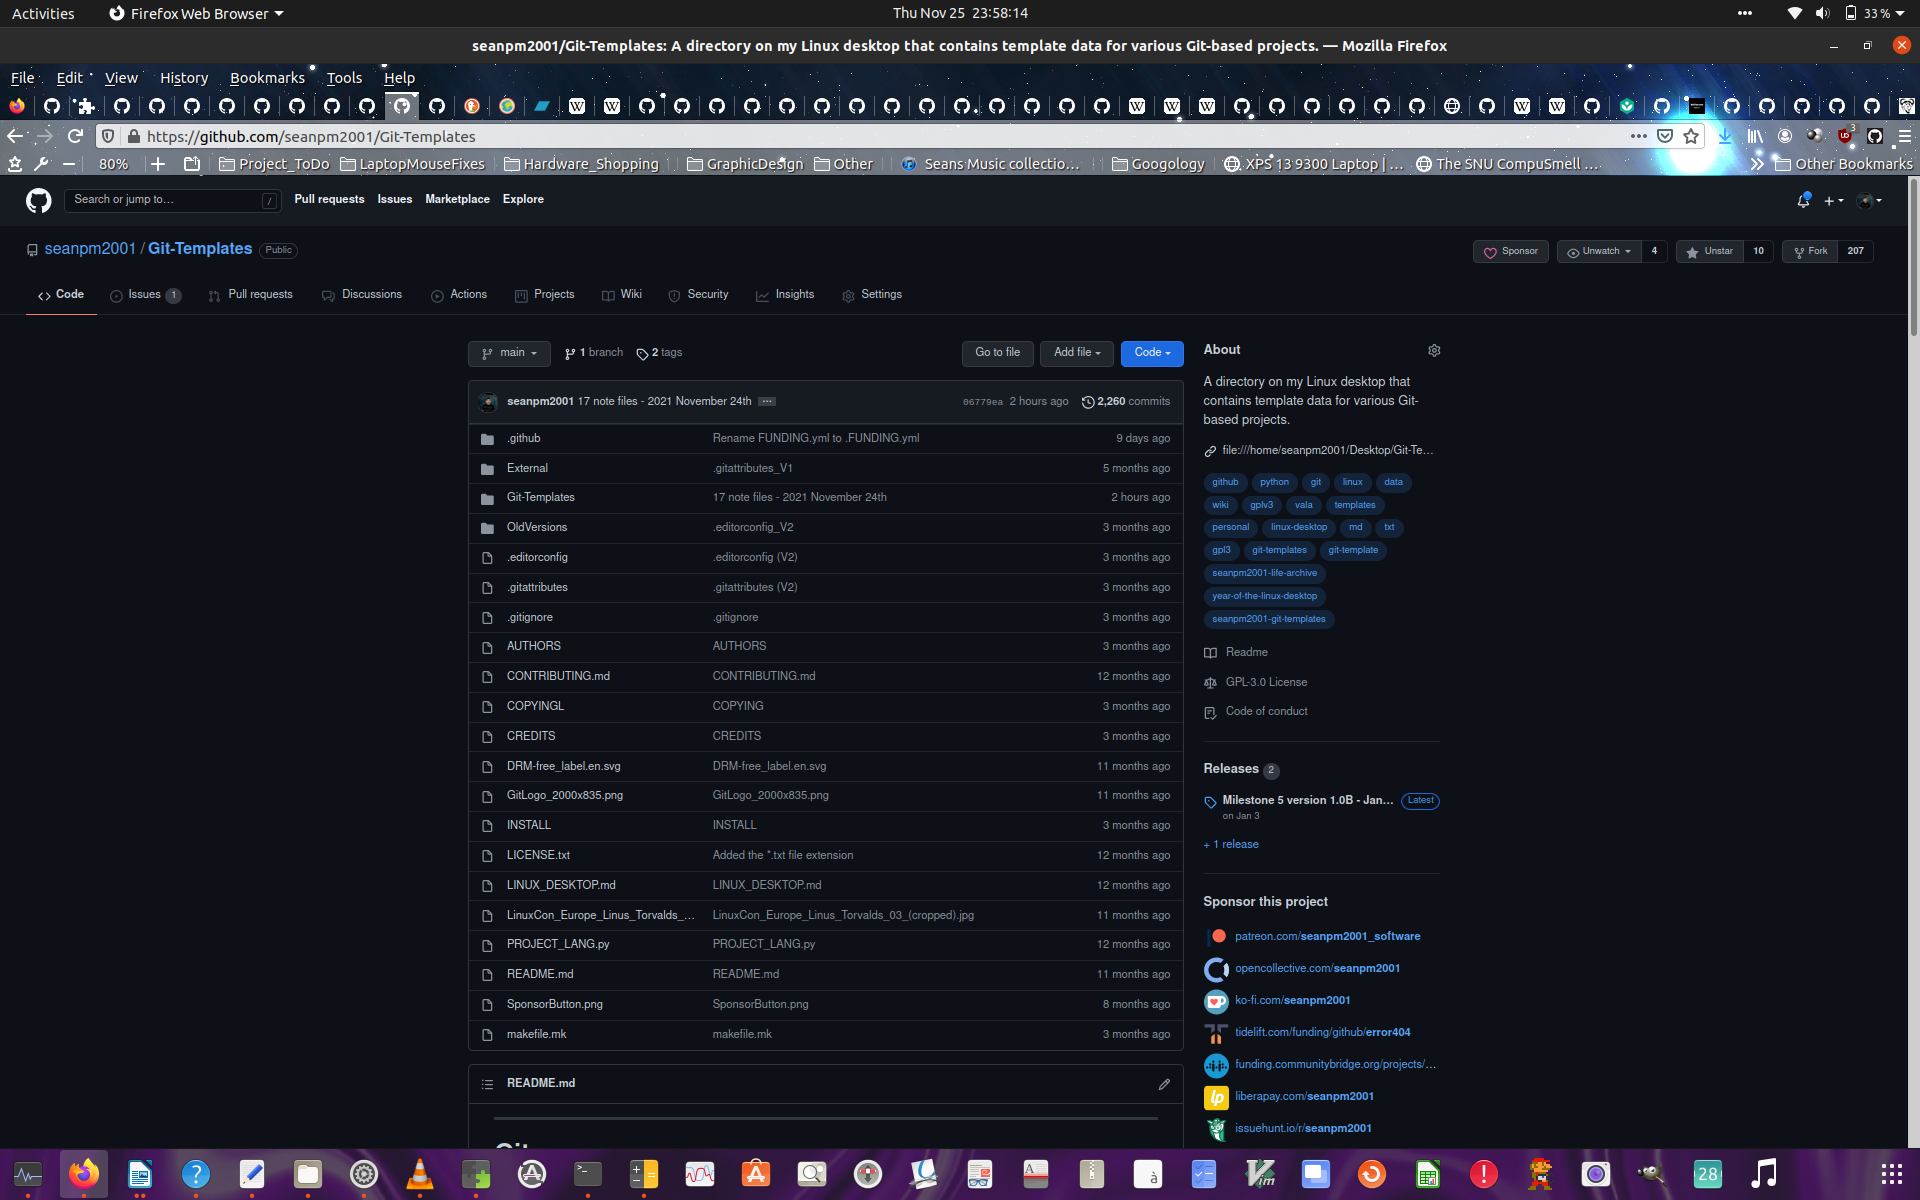 Activities Firefox Web Browser Thu Nov 25 23:58:14 33 %
seanpm2001/Git-Templates: A directory on my Linux desktop that contains template data for various Git-based projects. — Mozilla Firefox
File Edit View History Bookmarks Tools Help
https://github.com/seanpm2001/Git-Templates
80% Project_ToDo LaptopMouseFixes Hardware_Shopping GraphicDesign Other Seans Music collectio… Googology XPS 13 9300 Laptop | … The SNU CompuSmell … Other Bookmarks
Search or jump to… / Pull requests Issues Marketplace Explore
seanpm2001 / Git-Templates Public Sponsor Unwatch 4 Unstar 10 Fork 207
Code Issues 1 Pull requests Discussions Actions Projects Wiki Security Insights Settings
main 1 branch 2 tags Go to file Add file Code
seanpm2001 17 note files - 2021 November 24th 06779ea 2 hours ago 2,260 commits
.github Rename FUNDING.yml to .FUNDING.yml 9 days ago
External .gitattributes_V1 5 months ago
Git-Templates 17 note files - 2021 November 24th 2 hours ago
OldVersions .editorconfig_V2 3 months ago
.editorconfig .editorconfig (V2) 3 months ago
.gitattributes .gitattributes (V2) 3 months ago
.gitignore .gitignore 3 months ago
AUTHORS AUTHORS 3 months ago
CONTRIBUTING.md CONTRIBUTING.md 12 months ago
COPYINGL COPYING 3 months ago
CREDITS CREDITS 3 months ago
DRM-free_label.en.svg DRM-free_label.en.svg 11 months ago
GitLogo_2000x835.png GitLogo_2000x835.png 11 months ago
INSTALL INSTALL 3 months ago
LICENSE.txt Added the *.txt file extension 12 months ago
LINUX_DESKTOP.md LINUX_DESKTOP.md 12 months ago
LinuxCon_Europe_Linus_Torvalds_… LinuxCon_Europe_Linus_Torvalds_03_(cropped).jpg 11 months ago
PROJECT_LANG.py PROJECT_LANG.py 12 months ago
README.md README.md 11 months ago
SponsorButton.png SponsorButton.png 8 months ago
makefile.mk makefile.mk 3 months ago
README.md
About
A directory on my Linux desktop that
contains template data for various Git-
based projects.
file:///home/seanpm2001/Desktop/Git-Te…
github python git linux data
wiki gplv3 vala templates
personal linux-desktop md txt
gpl3 git-templates git-template
seanpm2001-life-archive
year-of-the-linux-desktop
seanpm2001-git-templates
Readme
GPL-3.0 License
Code of conduct
Releases 2
Milestone 5 version 1.0B - Jan… Latest
on Jan 3
+ 1 release
Sponsor this project
patreon.com/seanpm2001_software
opencollective.com/seanpm2001
ko-fi.com/seanpm2001
tidelift.com/funding/github/error404
funding.communitybridge.org/projects/…
liberapay.com/seanpm2001
issuehunt.io/r/seanpm2001
28